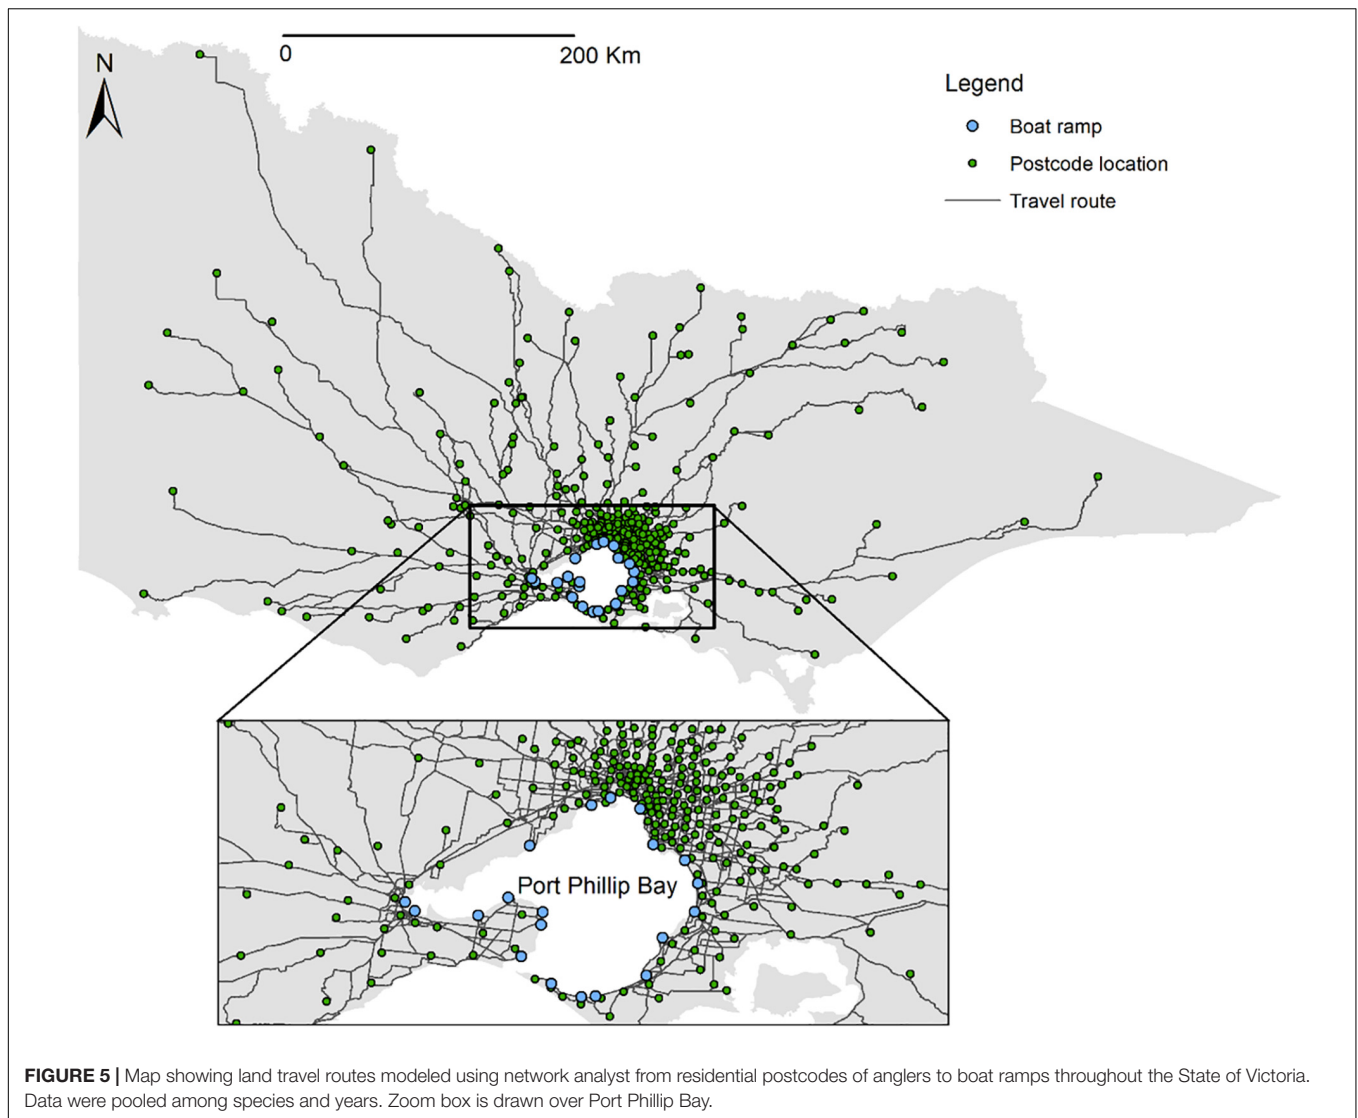 N
0
200 Km
Legend
Boat ramp
Postcode location
Travel route
Port Phillip Bay
FIGURE 5 | Map showing land travel routes modeled using network analyst from residential postcodes of anglers to boat ramps throughout the State of Victoria.
Data were pooled among species and years. Zoom box is drawn over Port Phillip Bay.